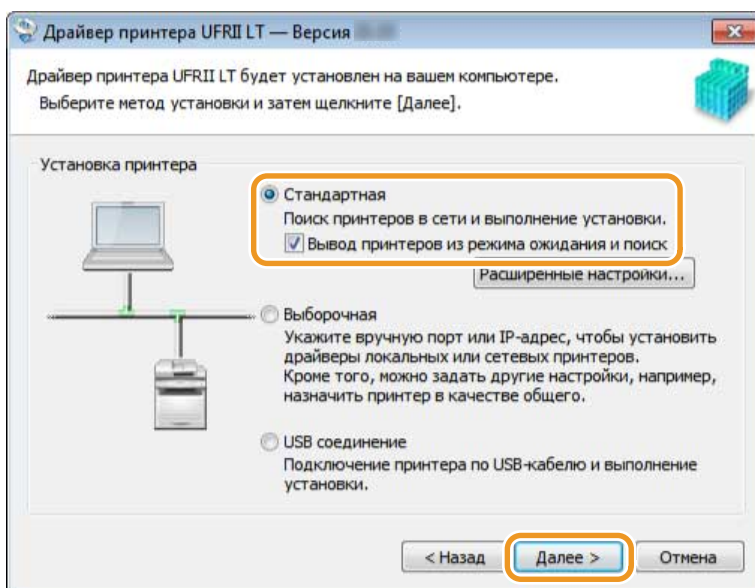 Драйвер принтера UFRII LT — Версия
Драйвер принтера UFRII LT будет установлен на вашем компьютере.
Выберите метод установки и затем щелкните [Далее].
Установка принтера
Стандартная
Поиск принтеров в сети и выполнение установки.
Вывод принтеров из режима ожидания и поиск
Расширенные настройки...
Выборочная
Укажите вручную порт или IP-адрес, чтобы установить
драйверы локальных или сетевых принтеров.
Кроме того, можно задать другие настройки, например,
назначить принтер в качестве общего.
USB соединение
Подключение принтера по USB-кабелю и выполнение
установки.
< Назад Далее > Отмена